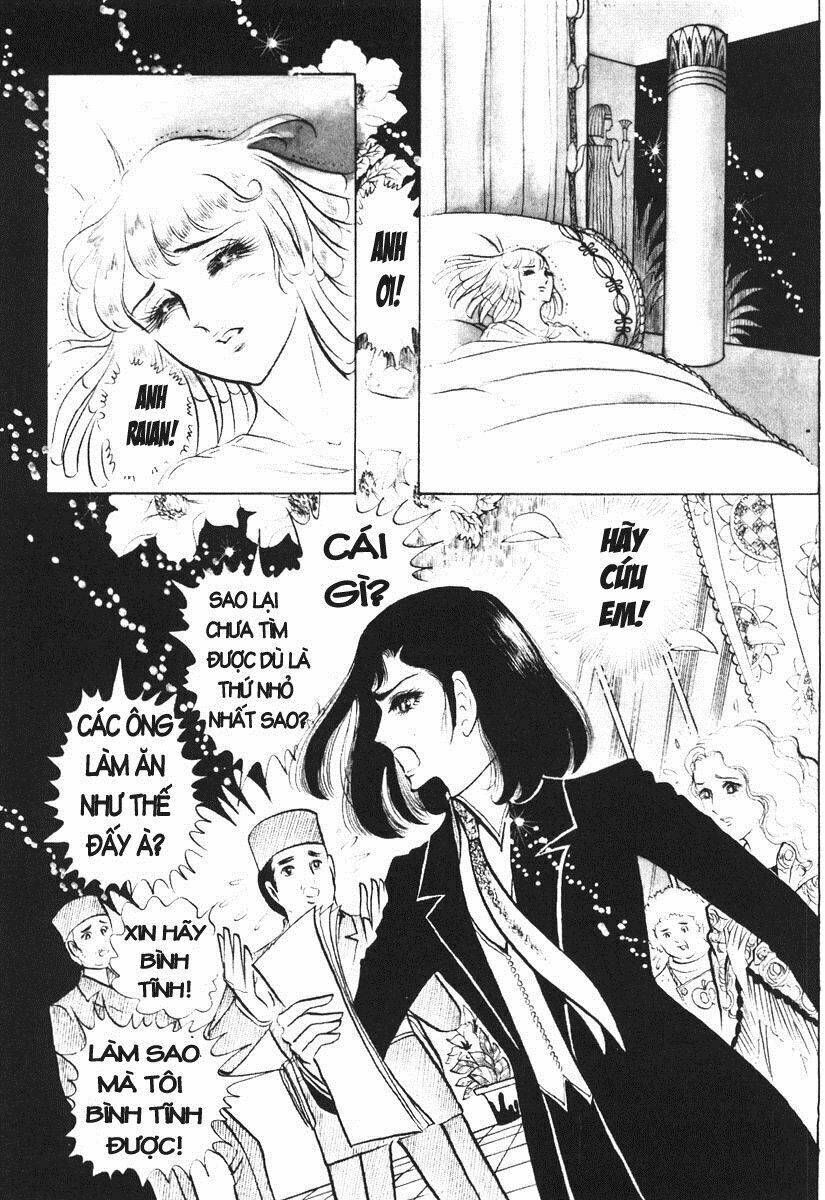 ANH
ƠI!
ANH
RAIAN!
HÃY
CỨU
EM!
CÁI
GÌ?
SAO LẠI
CHƯA TÌM
ĐƯỢC DÙ LÀ
THỨ NHỎ
NHẤT SAO?
CÁC ÔNG
LÀM ĂN
NHƯ THẾ
ĐẤY À?
XIN HÃY
BÌNH
TĨNH!
LÀM SAO
MÀ TÔI
BÌNH TĨNH
ĐƯỢC!